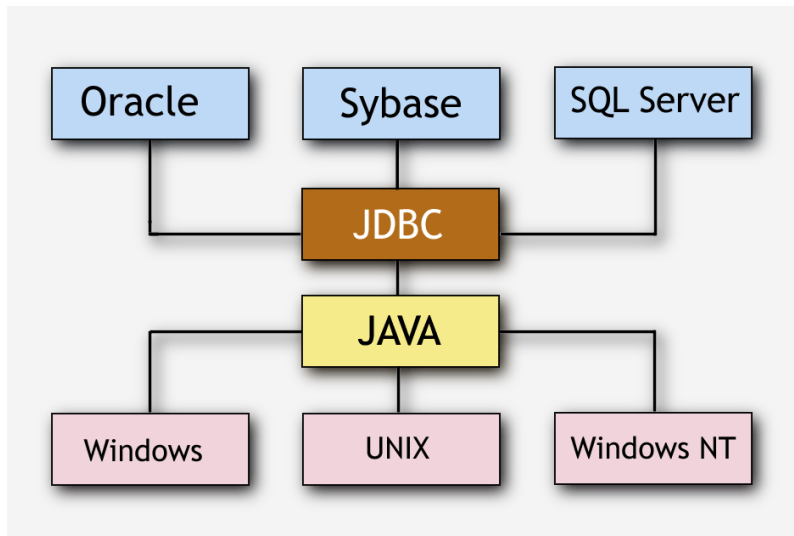 Oracle
Sybase
SQL Server
JDBC
JAVA
Windows
UNIX
Windows NT